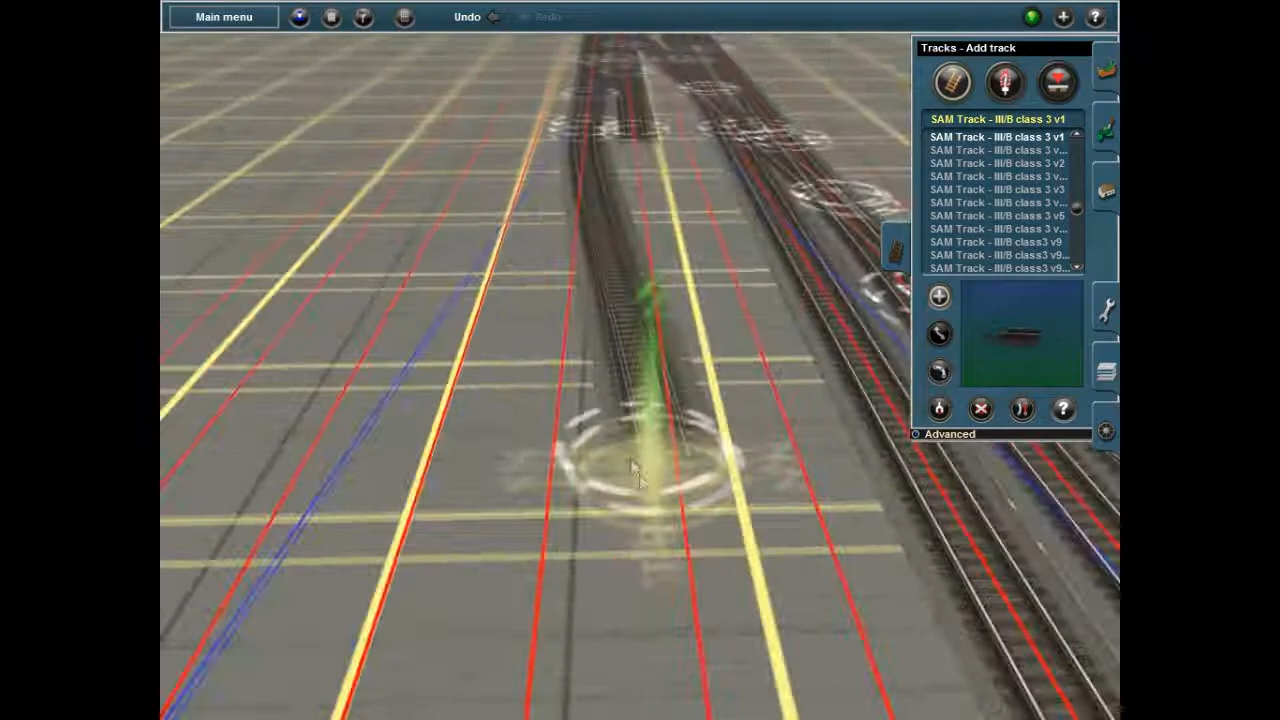 Main menu
Undo
Redo
Tracks - Add track
SAM Track - III/B class 3 v1
SAM Track - III/B class 3 v1
SAM Track - III/B class 3 v...
SAM Track - III/B class 3 v2
SAM Track - III/B class 3 v...
SAM Track - III/B class 3 v3
SAM Track - III/B class 3 v...
SAM Track - III/B class 3 v5
SAM Track - III/B class 3 v...
SAM Track - III/B class3 v9
SAM Track - III/B class3 v9...
SAM Track - III/B class3 v9...
Advanced